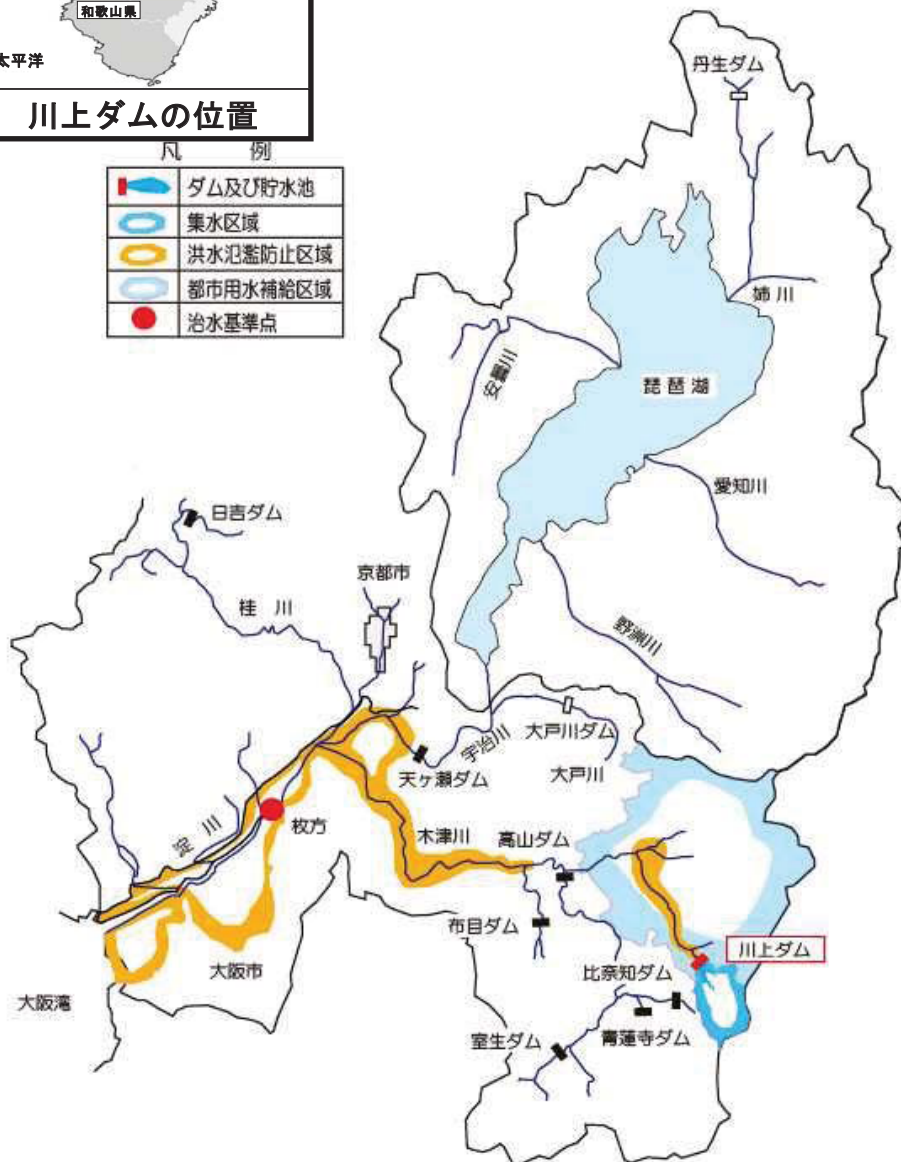 和歌山県
太平洋
川上ダムの位置
凡 例
ダム及び貯水池
集水区域
洪水氾濫防止区域
都市用水補給区域
治水基準点
丹生ダム
姉川
安曇川
琵琶湖
愛知川
日吉ダム
京都市
桂川
野洲川
宇治川
大戸川ダム
天ヶ瀬ダム
大戸川
枚方
淀川
木津川
高山ダム
布目ダム
川上ダム
大阪市
比奈知ダム
大阪湾
室生ダム
青蓮寺ダム